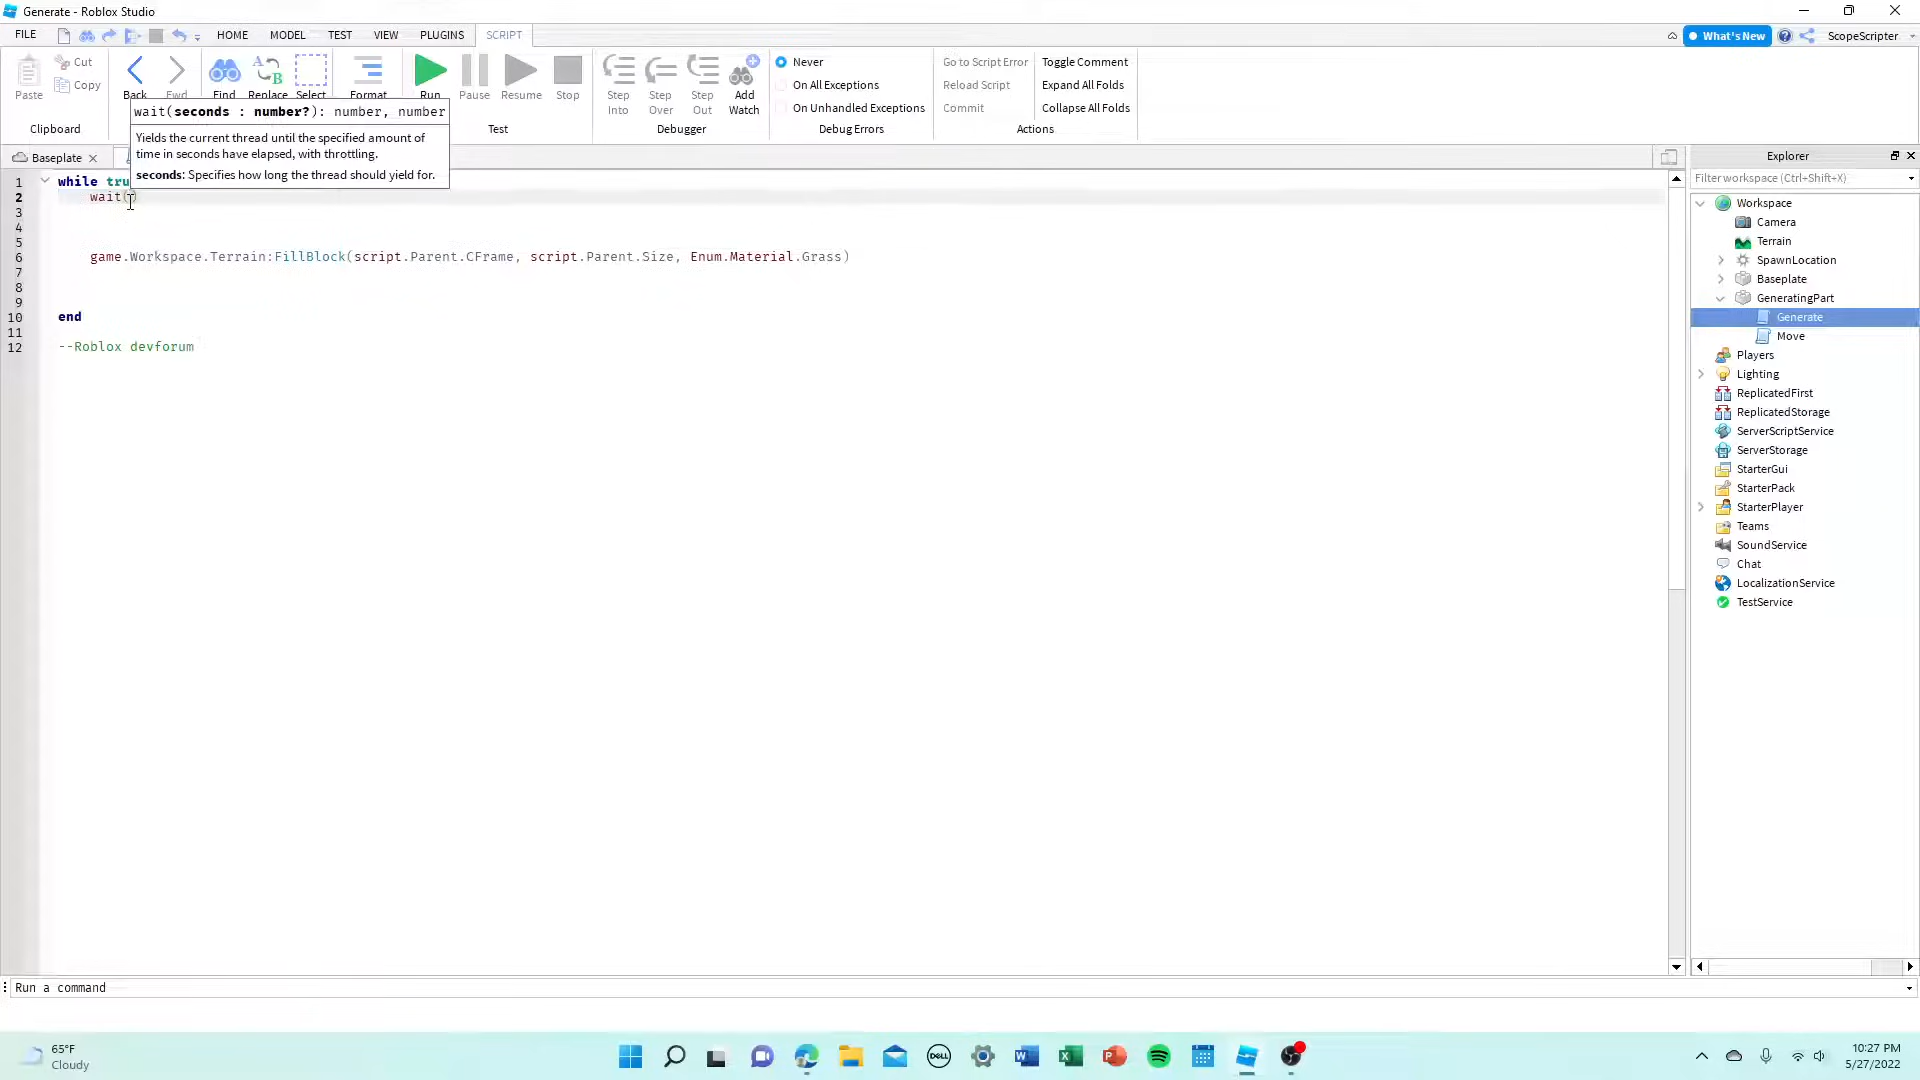 Generate - Roblox Studio
FILE HOME MODEL TEST VIEW PLUGINS SCRIPT What's New ScopeScripter
Paste Cut Copy Clipboard
Back Fwd Find Replace Select Format
Run Pause Resume Stop Test
Step Into Step Over Step Out Add Watch Debugger
Never
On All Exceptions
On Unhandled Exceptions
Debug Errors
Go to Script Error
Reload Script
Commit
Toggle Comment
Expand All Folds
Collapse All Folds
Actions
wait(seconds : number?): number, number
Yields the current thread until the specified amount of
time in seconds have elapsed, with throttling.
seconds: Specifies how long the thread should yield for.
Baseplate
1 while tru
2 wait()
3
4
5
6 game.Workspace.Terrain:FillBlock(script.Parent.CFrame, script.Parent.Size, Enum.Material.Grass)
7
8
9
10 end
11
12 --Roblox devforum
Explorer
Filter workspace (Ctrl+Shift+X)
Workspace
Camera
Terrain
SpawnLocation
Baseplate
GeneratingPart
Generate
Move
Players
Lighting
ReplicatedFirst
ReplicatedStorage
ServerScriptService
ServerStorage
StarterGui
StarterPack
StarterPlayer
Teams
SoundService
Chat
LocalizationService
TestService
Run a command
65°F
Cloudy
DELL
10:27 PM
5/27/2022